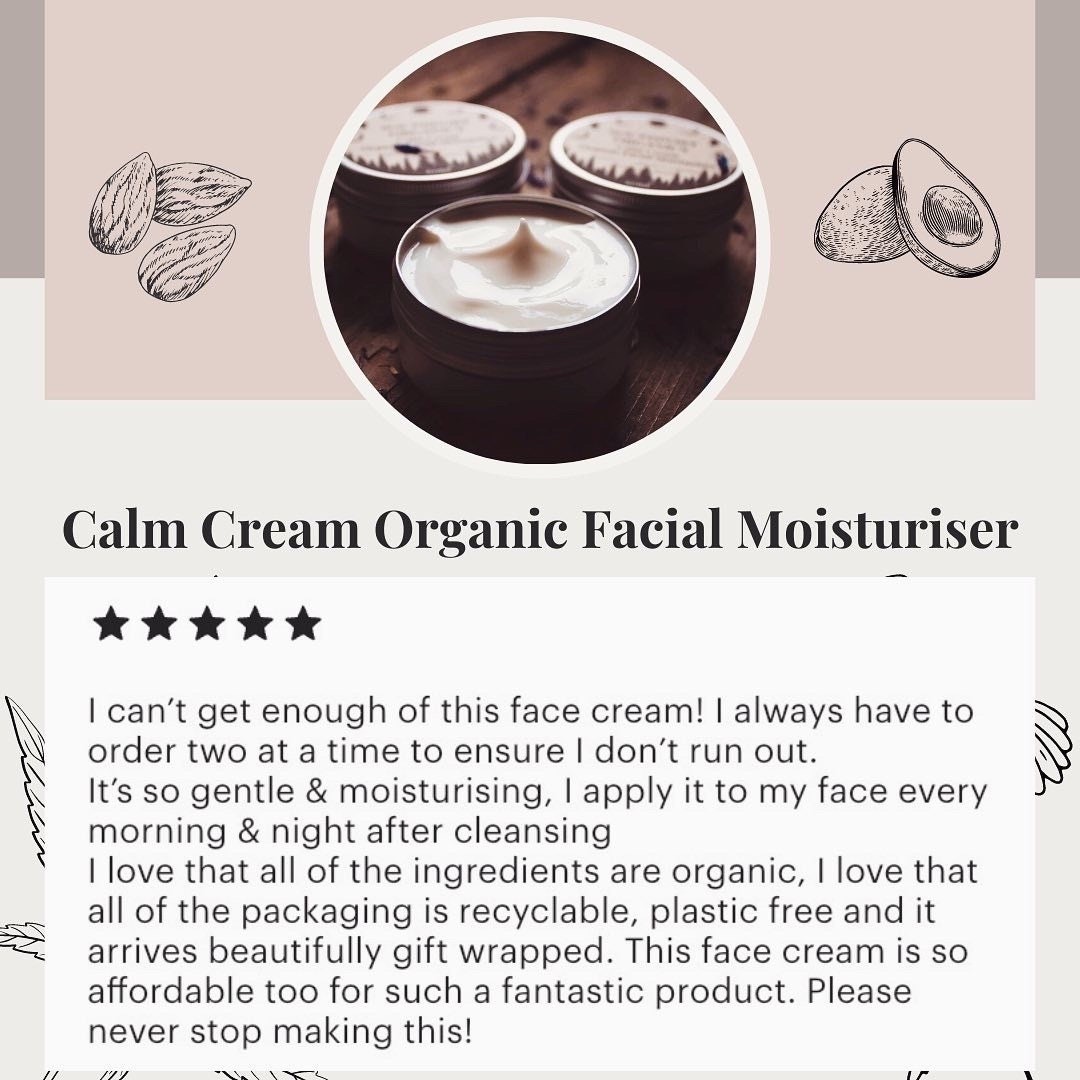 Calm Cream Organic Facial Moisturiser
★★★★★
I can’t get enough of this face cream! I always have to
order two at a time to ensure I don’t run out.
It’s so gentle & moisturising, I apply it to my face every
morning & night after cleansing
I love that all of the ingredients are organic, I love that
all of the packaging is recyclable, plastic free and it
arrives beautifully gift wrapped. This face cream is so
affordable too for such a fantastic product. Please
never stop making this!